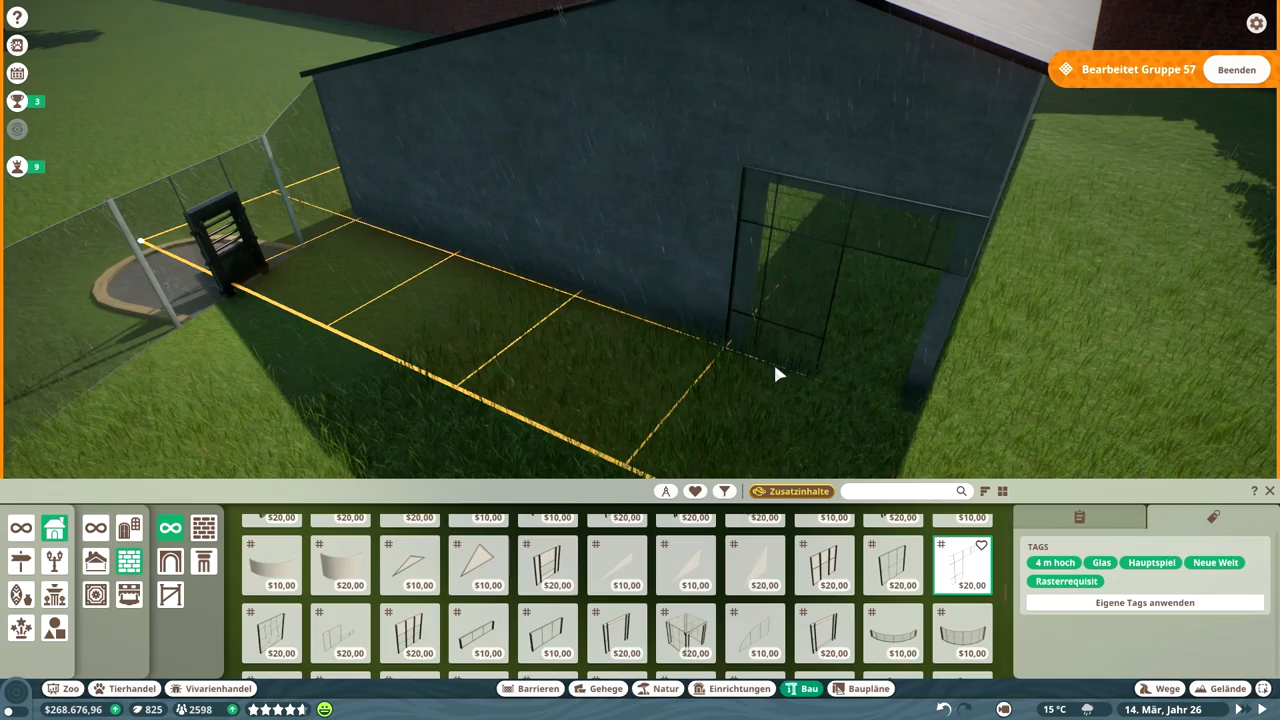 ?
3
9
Bearbeitet Gruppe 57
Beenden
Zusatzinhalte
?
$20,00 $20,00 $10,00 $10,00 $10,00 $20,00 $20,00 $20,00 $10,00 $20,00 $10,00
$10,00 $20,00 $10,00 $10,00 $20,00 $10,00 $10,00 $20,00 $20,00 $20,00 $20,00
$20,00 $20,00 $20,00 $10,00 $20,00 $20,00 $20,00 $10,00 $20,00 $10,00 $10,00
TAGS
4 m hoch Glas Hauptspiel Neue Welt
Rasterrequisit
Eigene Tags anwenden
Zoo Tierhandel Vivarienhandel Barrieren Gehege Natur Einrichtungen Bau Baupläne Wege Gelände
$268.676,96 825 2598 15 °C 14. Mär, Jahr 26